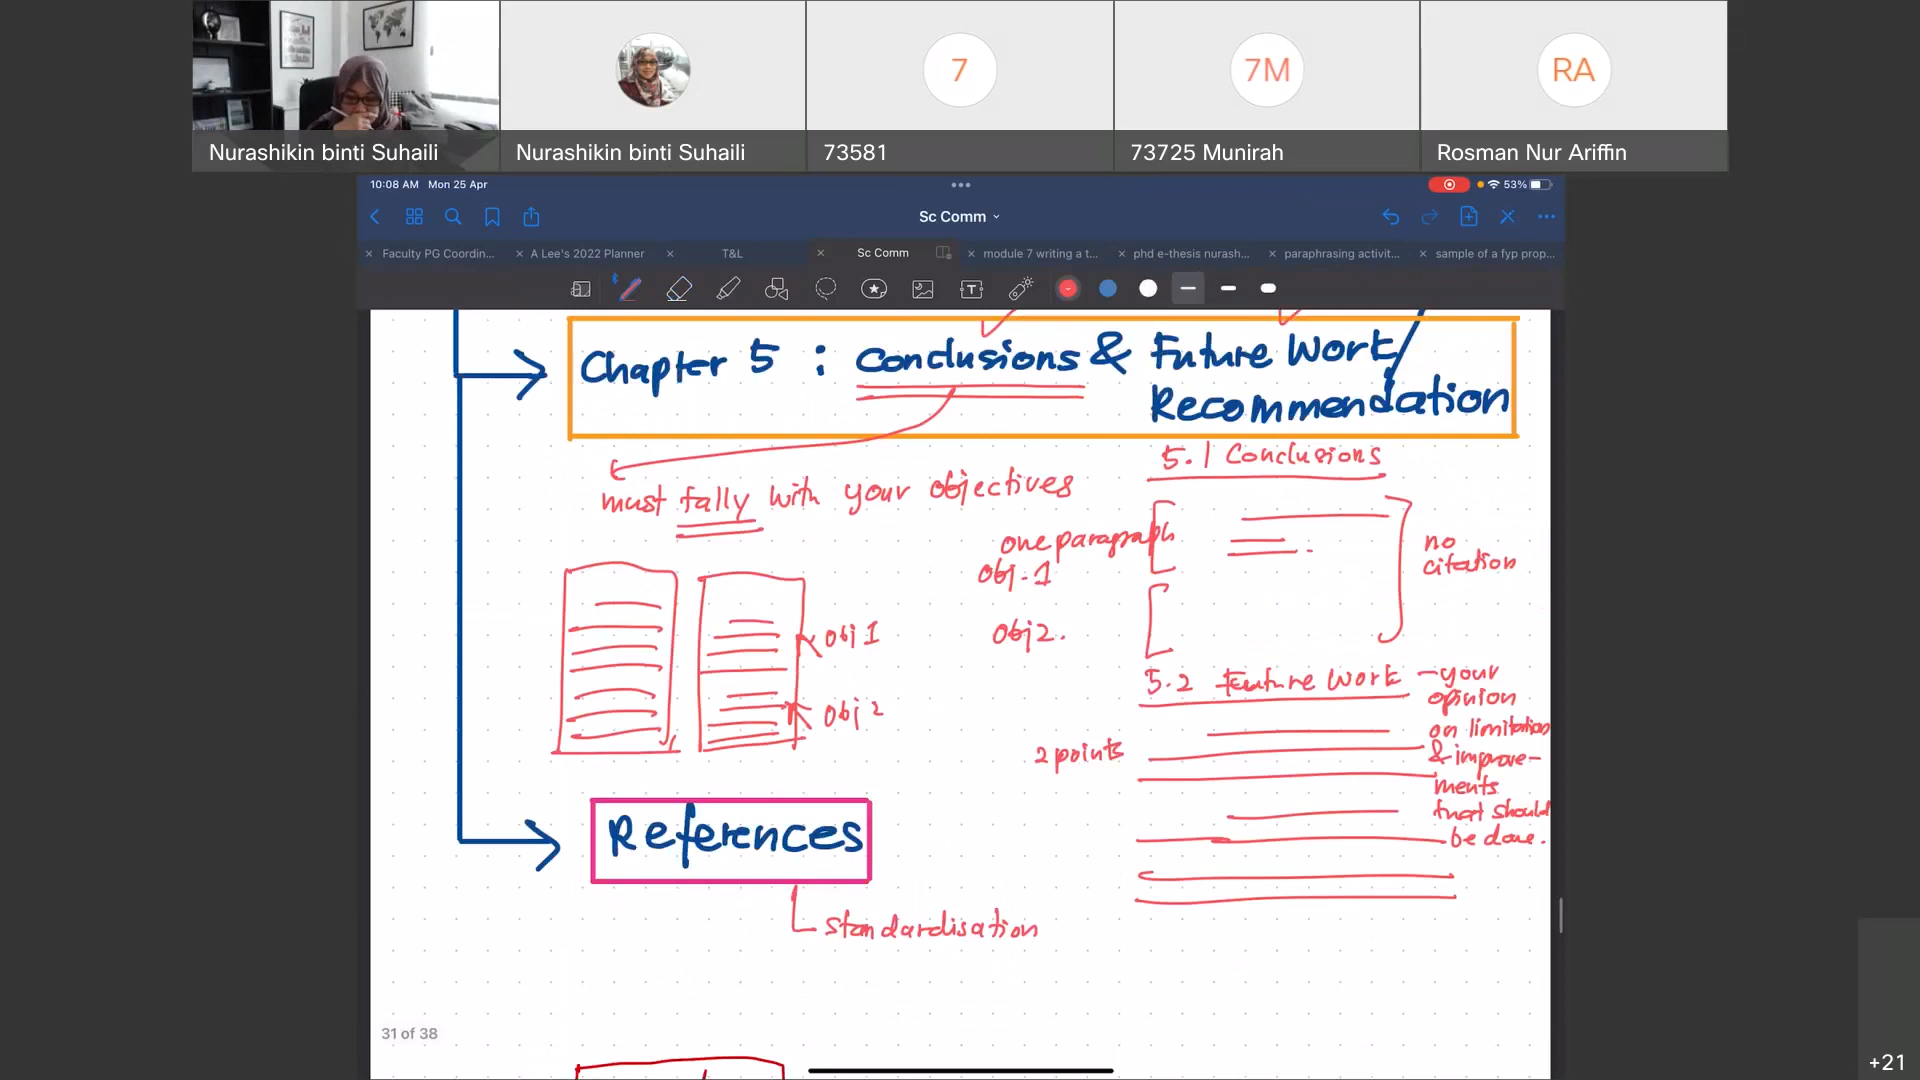 Nurashikin binti Suhaili
Nurashikin binti Suhaili
7
73581
7M
73725 Munirah
RA
Rosman Nur Ariffin
10:08 AM Mon 25 Apr
53%
Sc Comm
Faculty PG Coordin...
A Lee's 2022 Planner
T&L
Sc Comm
module 7 writing a t...
phd e-thesis nurash...
paraphrasing activit...
sample of a fyp prop...
Chapter 5 : Conclusions & Future Work/
Recommendation
must tally with your objectives
obj 1
obj 2
5.1 Conclusions
one paragraph
obj. 1
obj 2.
no
citation
5.2 Future Work
- your
opinion
on limitation
& improve-
ments
that should
be done.
2 points
References
standardisation
31 of 38
+21